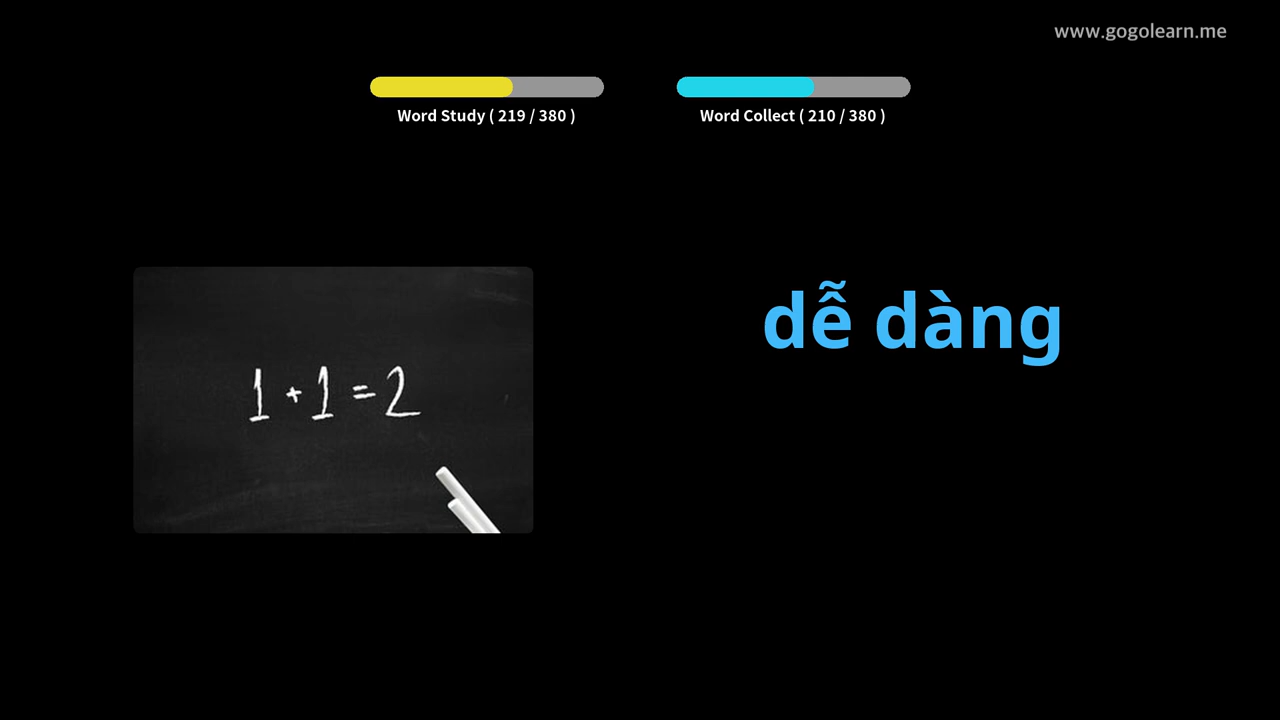 www.gogolearn.me
Word Study ( 219 / 380 )
Word Collect ( 210 / 380 )
dễ dàng
1 + 1 = 2